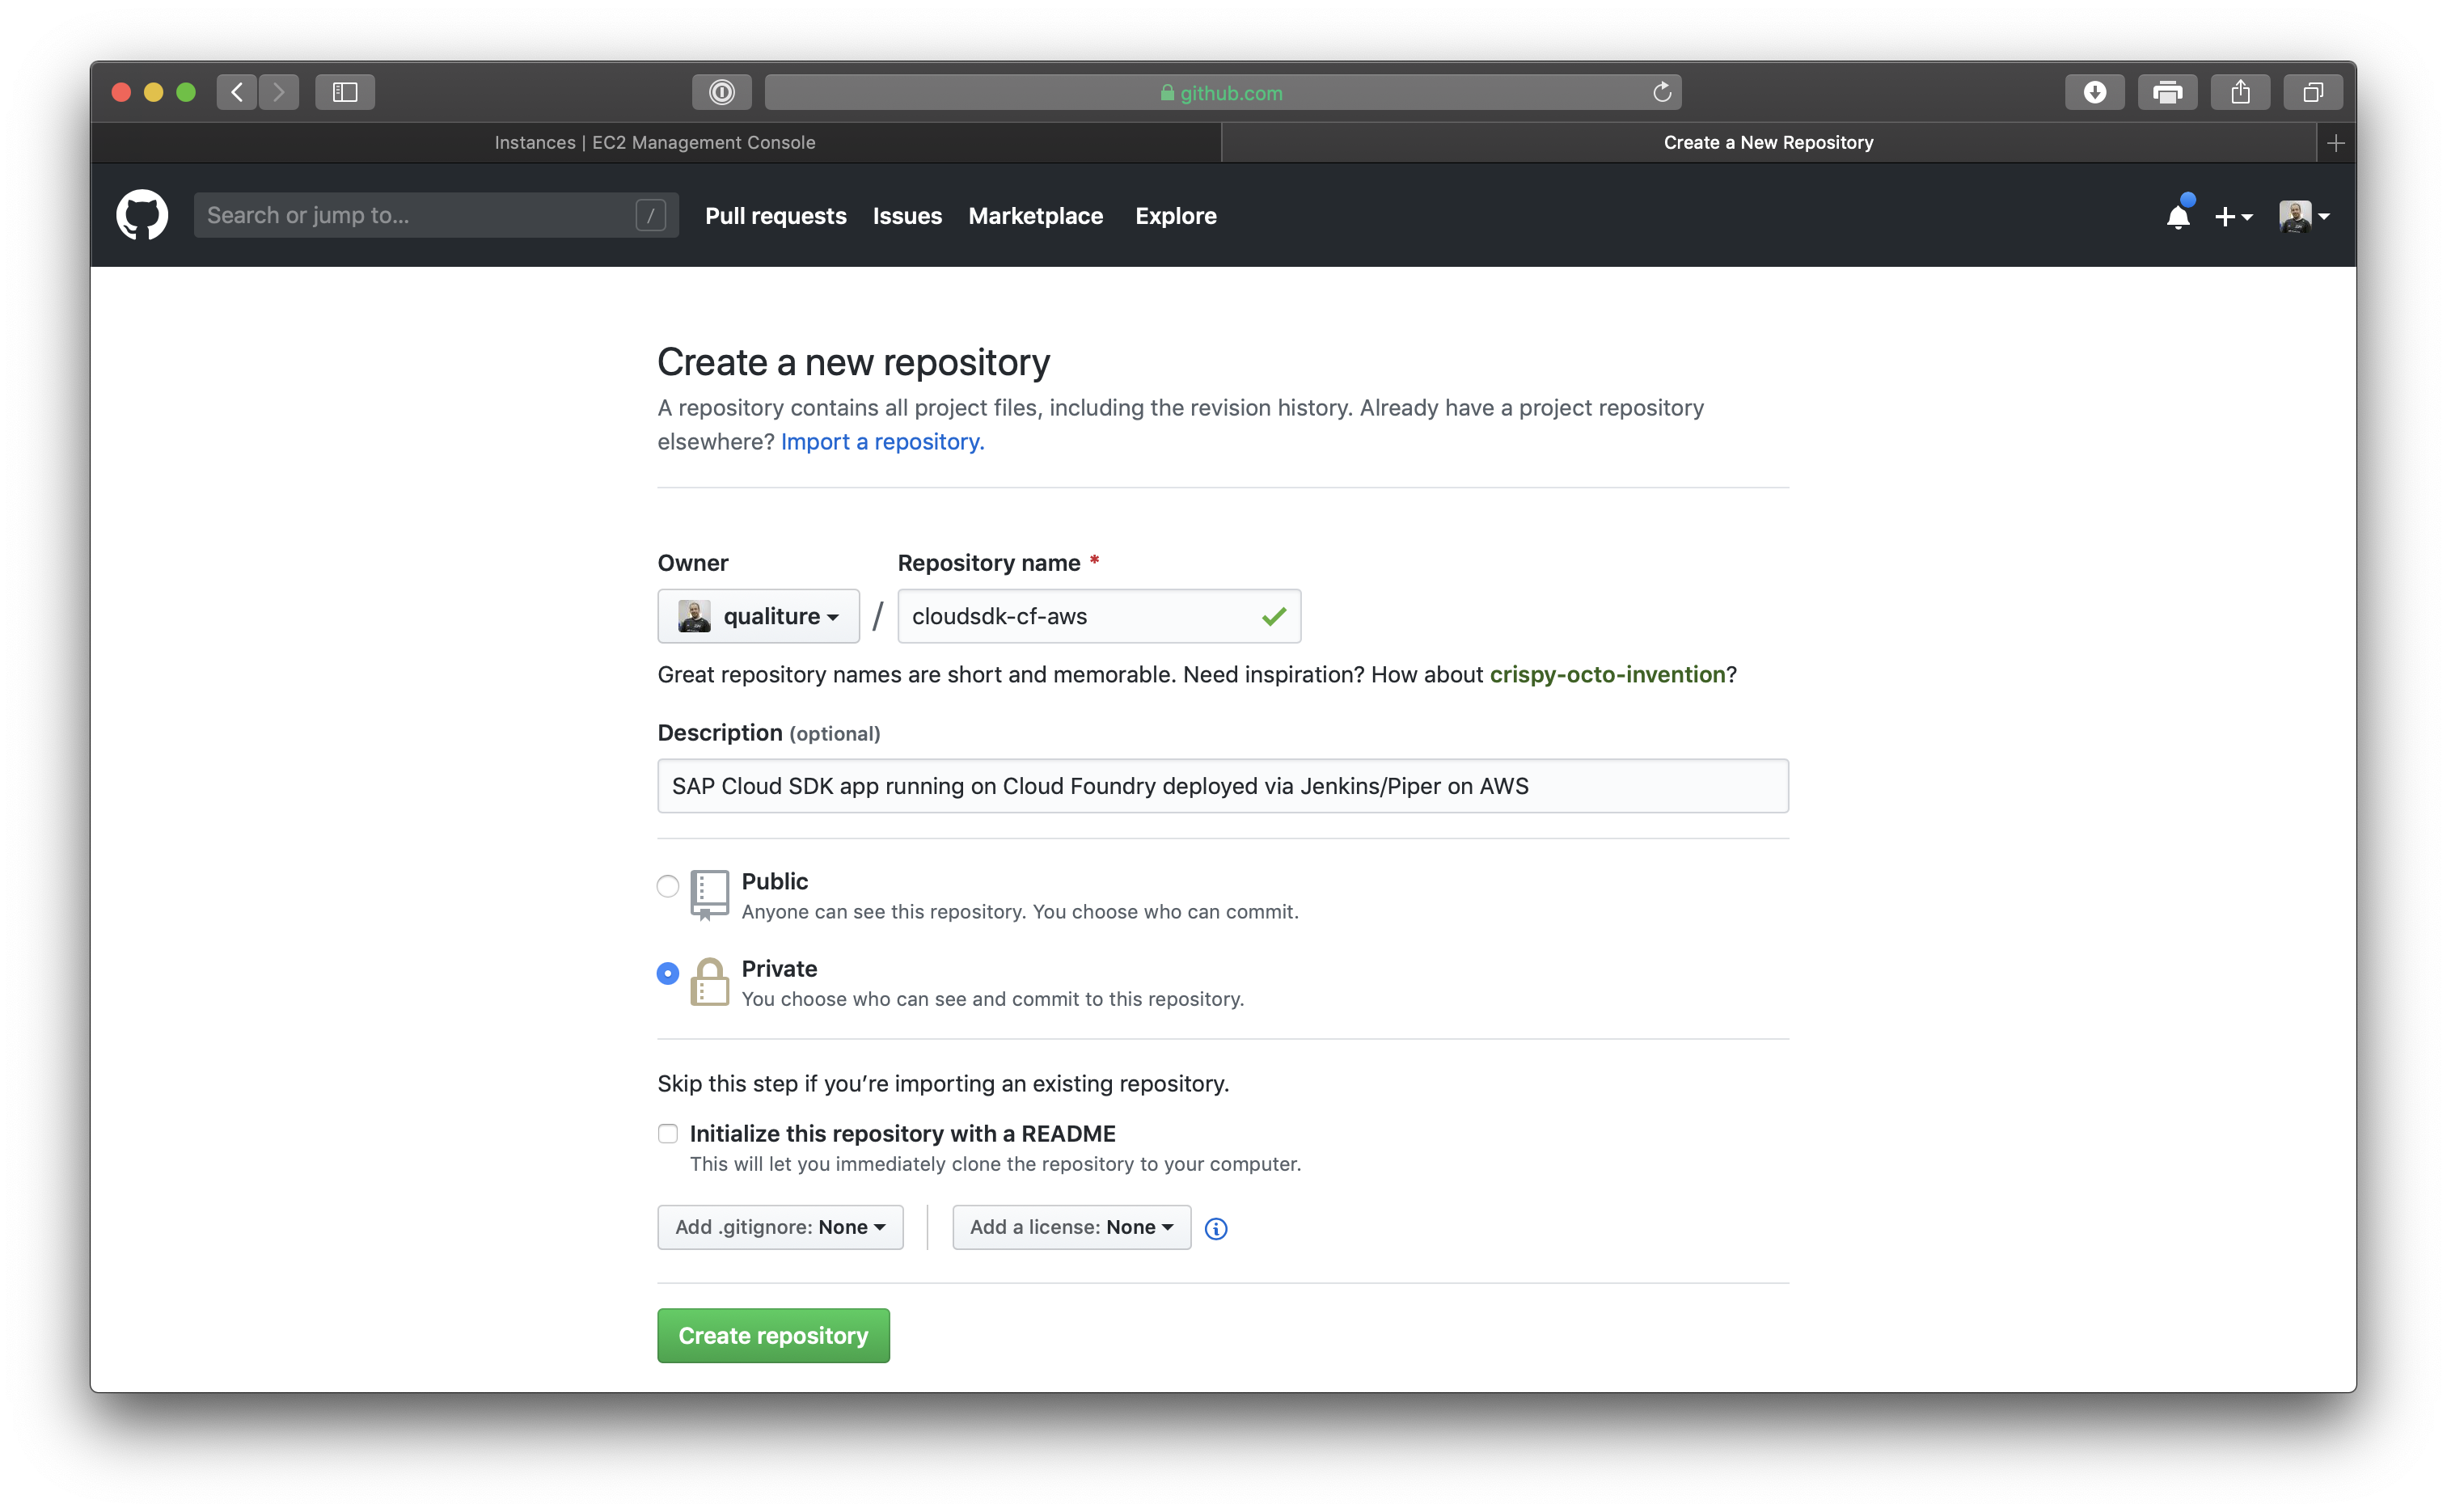 github.com
Instances | EC2 Management Console
Create a New Repository
Search or jump to...
/
Pull requests
Issues
Marketplace
Explore
Create a new repository
A repository contains all project files, including the revision history. Already have a project repository
elsewhere? Import a repository.
Owner
Repository name *
qualiture
/
cloudsdk-cf-aws
Great repository names are short and memorable. Need inspiration? How about crispy-octo-invention?
Description (optional)
SAP Cloud SDK app running on Cloud Foundry deployed via Jenkins/Piper on AWS
Public
Anyone can see this repository. You choose who can commit.
Private
You choose who can see and commit to this repository.
Skip this step if you’re importing an existing repository.
Initialize this repository with a README
This will let you immediately clone the repository to your computer.
Add .gitignore: None
Add a license: None
Create repository